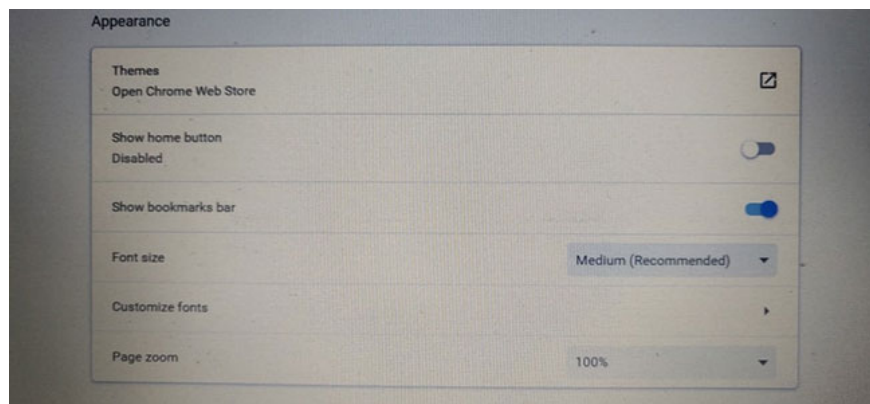 Appearance
Themes
Open Chrome Web Store
Show home button
Disabled
Show bookmarks bar
Font size
Medium (Recommended)
Customize fonts
Page zoom
100%